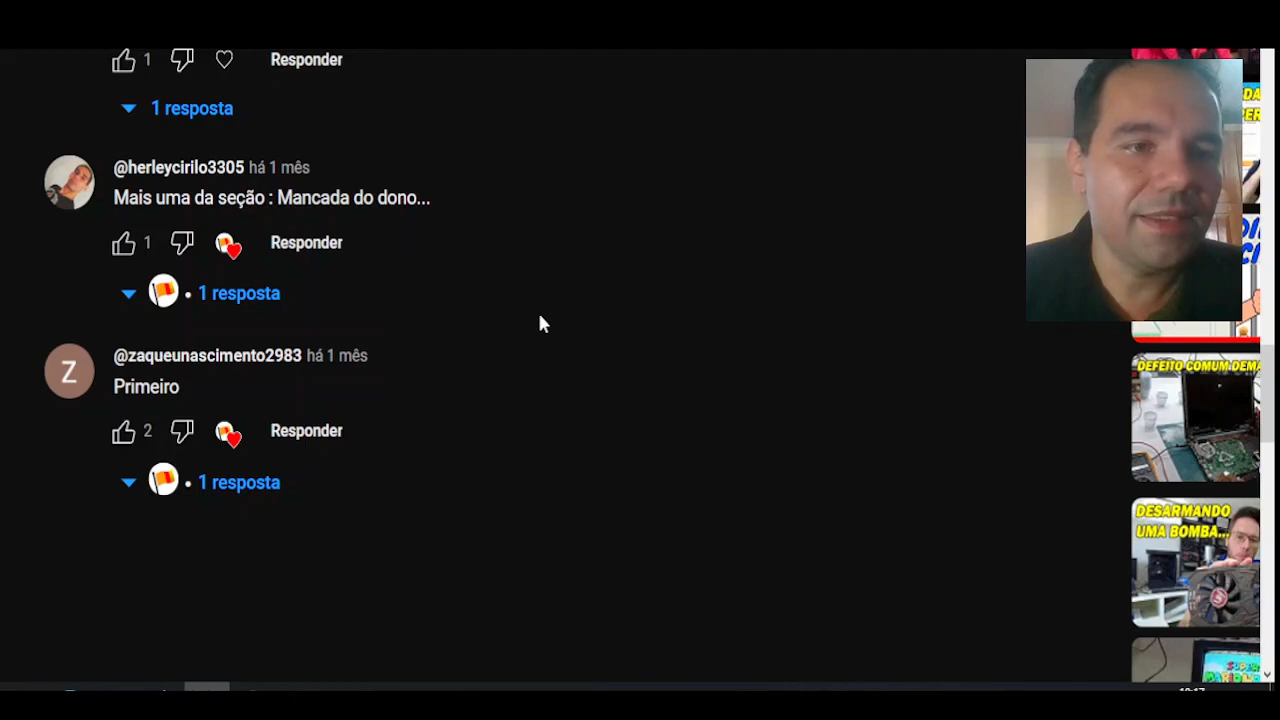 1 Responder
1 resposta
@herleycirilo3305 há 1 mês
Mais uma da seção : Mancada do dono...
1 Responder
• 1 resposta
Z
@zaqueunascimento2983 há 1 mês
Primeiro
2 Responder
• 1 resposta
DEFEITO COMUM
DESARMANDO
UMA BOMBA...
SUPER